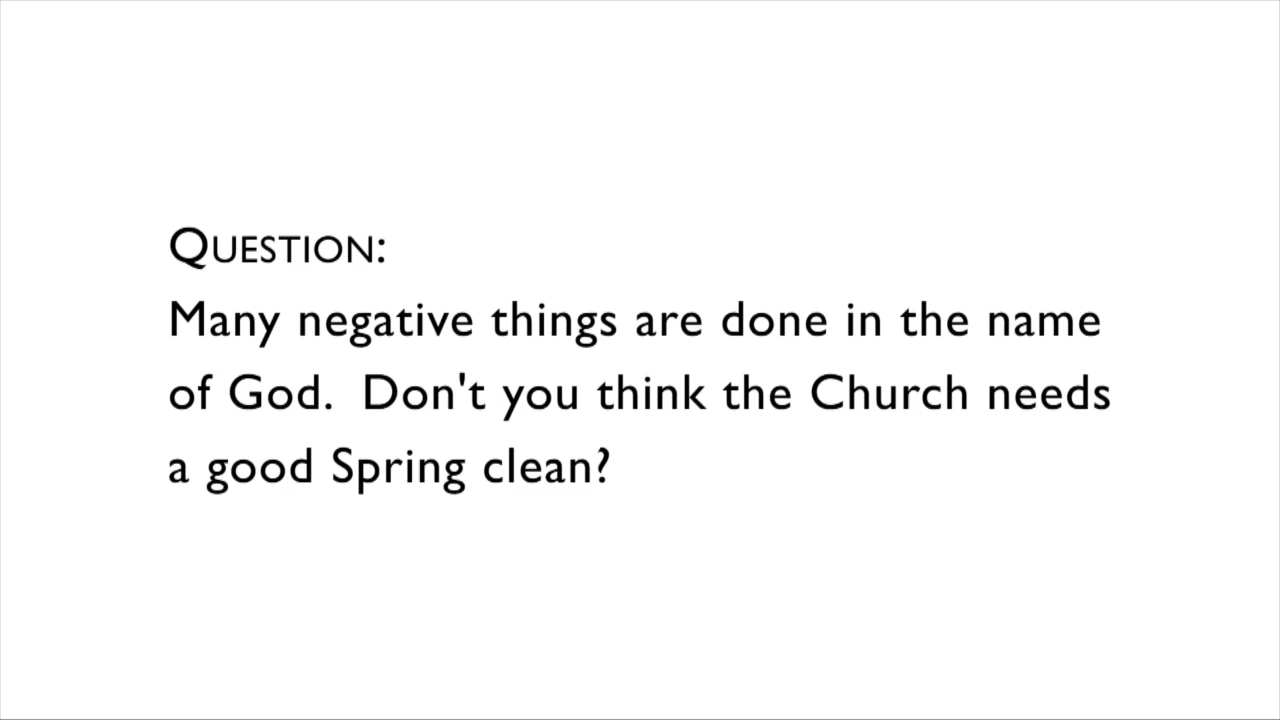 QUESTION:
Many negative things are done in the name
of God.  Don't you think the Church needs
a good Spring clean?